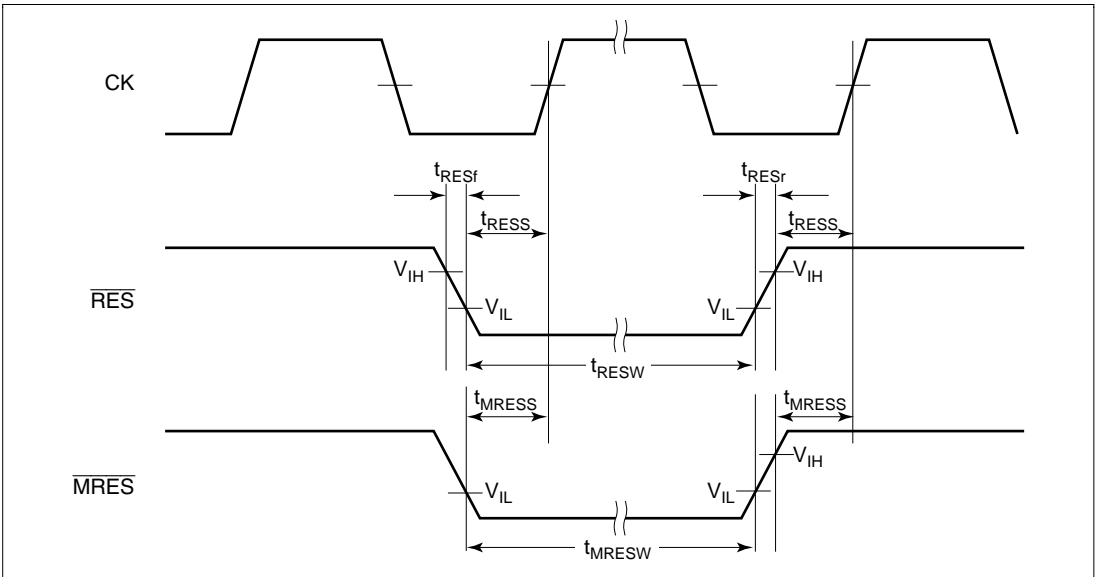 CK
tRESf
tRESr
tRESS
tRESS
VIH
VIH
RES
VIL
VIL
tRESW
tMRESS
tMRESS
VIH
MRES
VIL
VIL
tMRESW